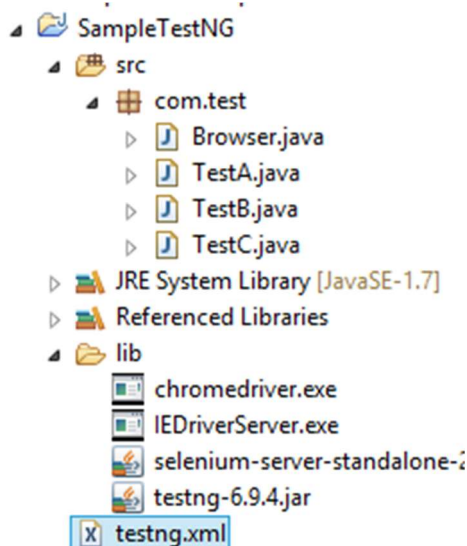 SampleTestNG
src
com.test
Browser.java
TestA.java
TestB.java
TestC.java
JRE System Library [JavaSE-1.7]
Referenced Libraries
lib
chromedriver.exe
IEDriverServer.exe
selenium-server-standalone-2
testng-6.9.4.jar
testng.xml